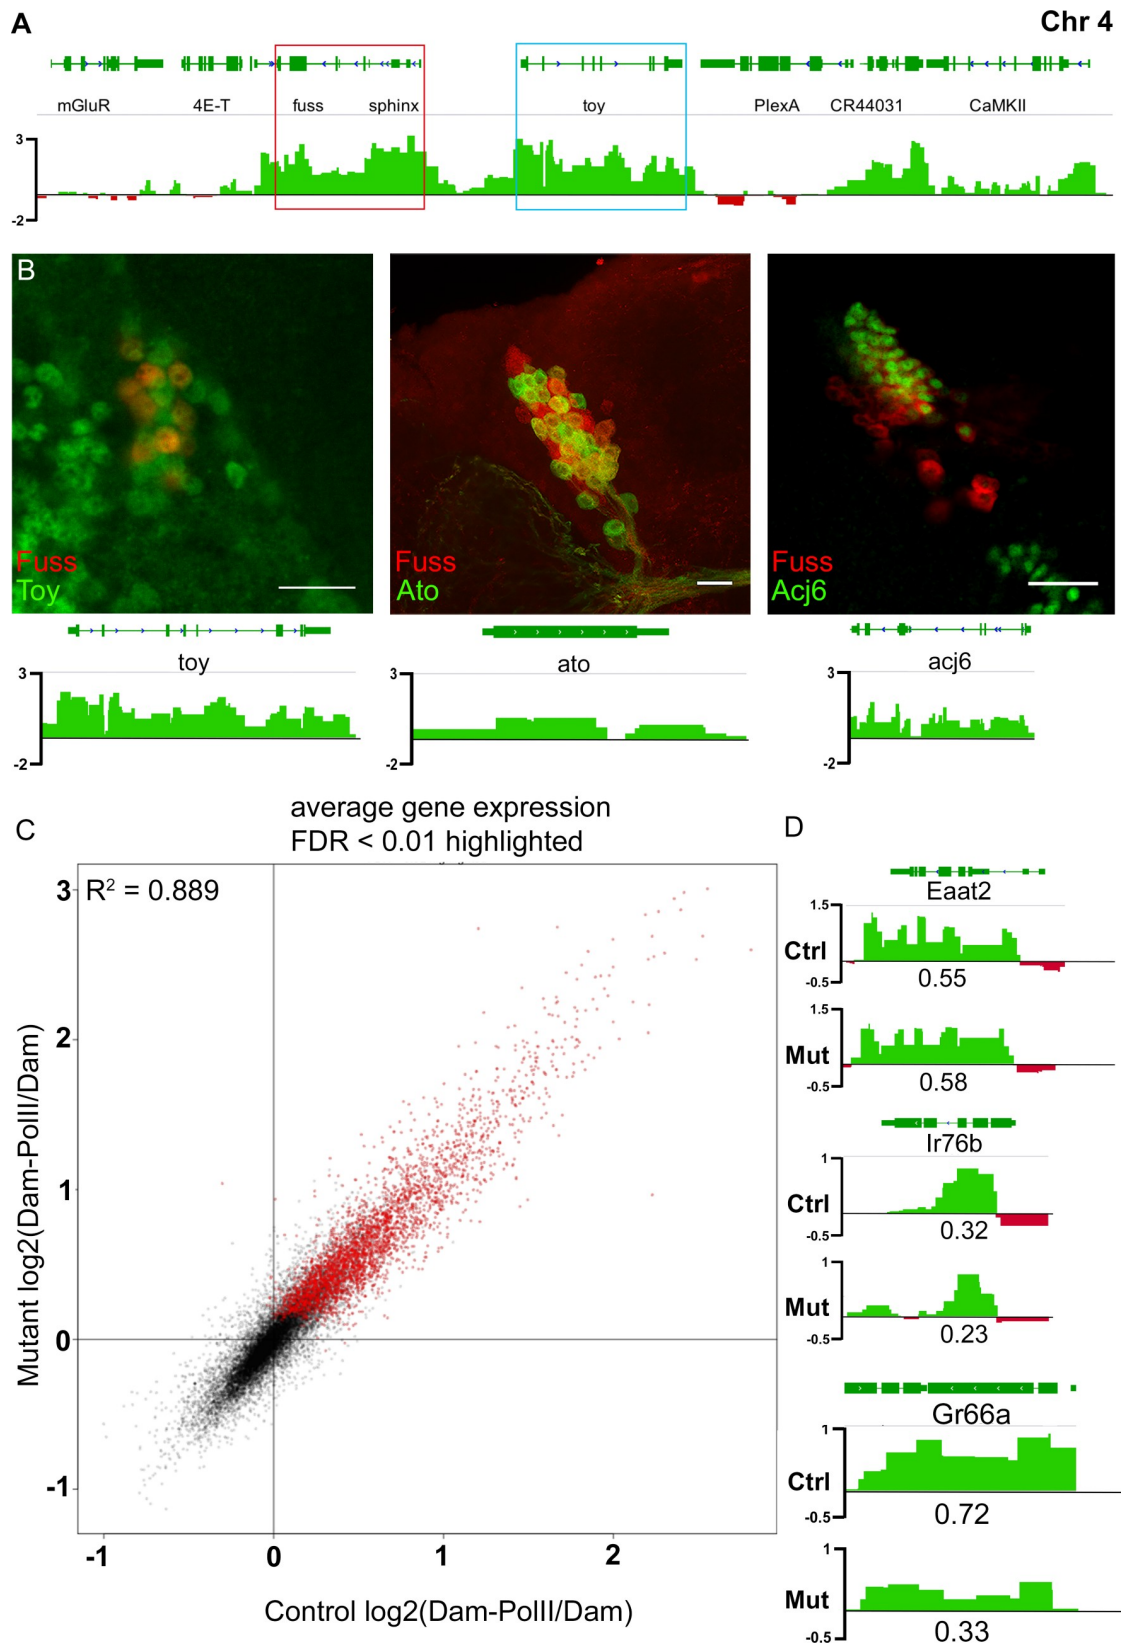 A
Chr 4
mGluR 4E-T fuss sphinx toy PlexA CR44031 CaMKII
3
-2
B
Fuss
Toy
Fuss
Ato
Fuss
Acj6
toy
3
-2
ato
3
-2
acj6
3
-2
C
average gene expression
FDR < 0.01 highlighted
R² = 0.889
3
2
1
0
-1
Mutant log2(Dam-PolII/Dam)
-1 0 1 2
Control log2(Dam-PolII/Dam)
D
Eaat2
1.5
Ctrl
-0.5
0.55
1.5
Mut
-0.5
0.58
Ir76b
1
Ctrl
-0.5
0.32
1
Mut
-0.5
0.23
Gr66a
1
Ctrl
-0.5
0.72
1
Mut
-0.5
0.33